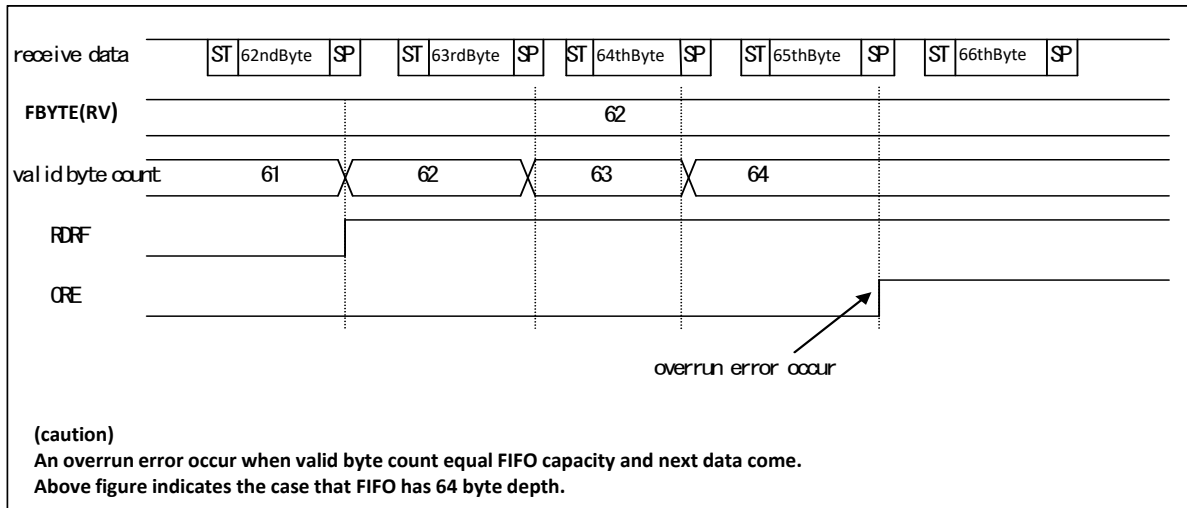 receive data ST 62ndByte SP ST 63rdByte SP ST 64thByte SP ST 65thByte SP ST 66thByte SP
FBYTE(RV) 62
valid byte count 61 62 63 64
RDRF
ORE
overrun error occur
(caution)
An overrun error occur when valid byte count equal FIFO capacity and next data come.
Above figure indicates the case that FIFO has 64 byte depth.